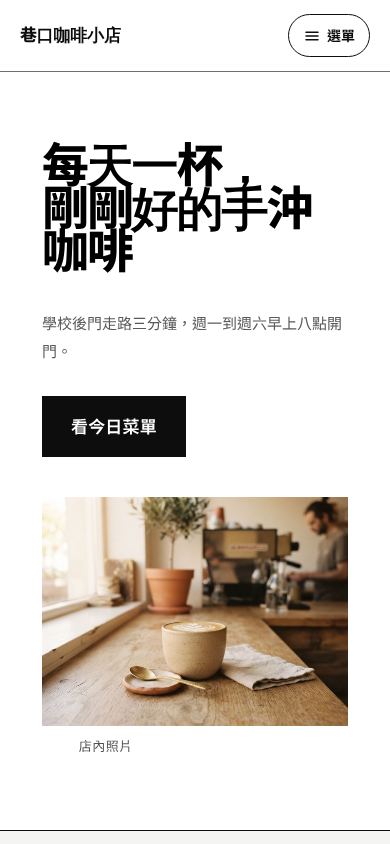 巷口咖啡小店
選單
每天一杯，
剛剛好的手沖
咖啡
學校後門走路三分鐘，週一到週六早上八點開
門。
看今日菜單
店內照片